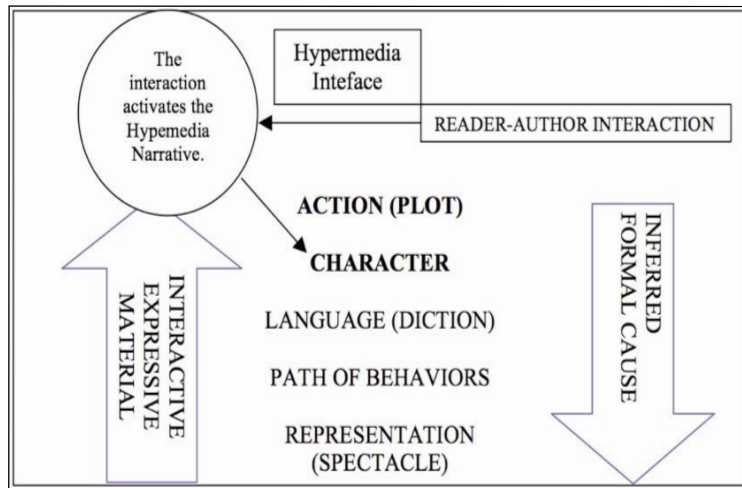 The
interaction
activates the
Hypemedia
Narrative.
Hypermedia
Inteface
READER-AUTHOR INTERACTION
ACTION (PLOT)
CHARACTER
LANGUAGE (DICTION)
PATH OF BEHAVIORS
REPRESENTATION
(SPECTACLE)
INTERACTIVE
EXPRESSIVE
MATERIAL
INFERRED
FORMAL CAUSE